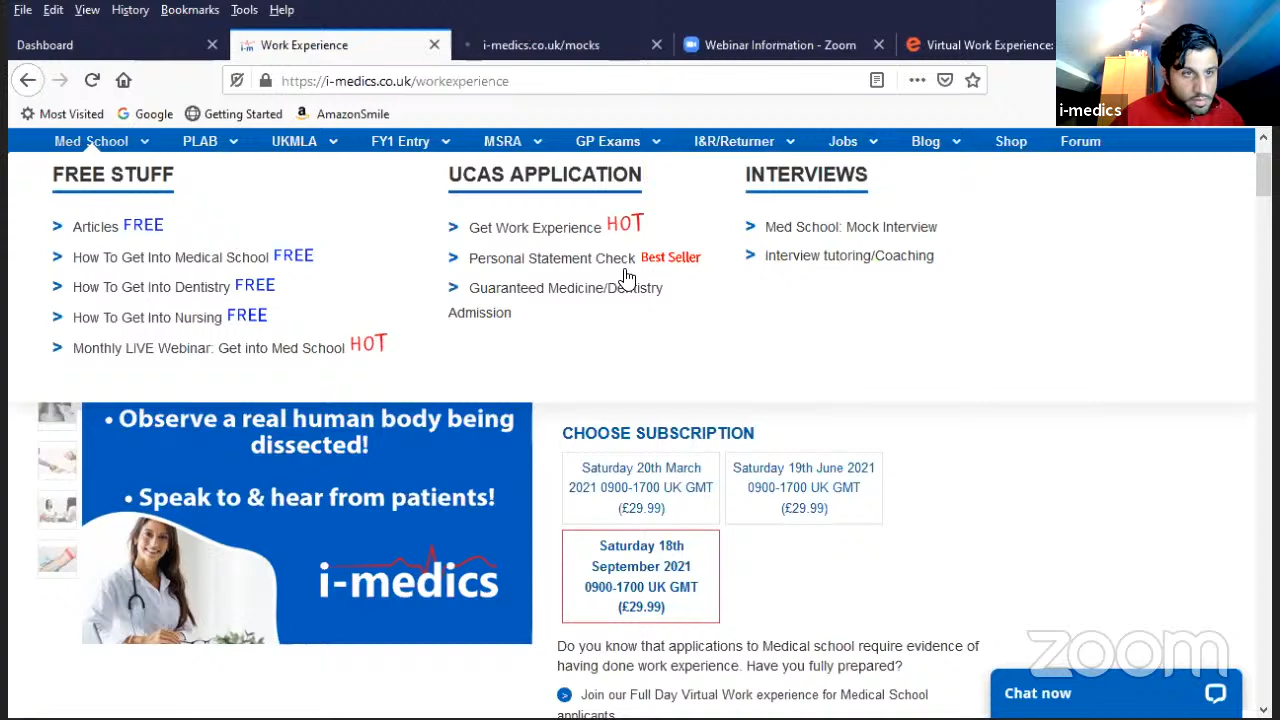 File Edit View History Bookmarks Tools Help
Dashboard
Work Experience
i-medics.co.uk/mocks
Webinar Information - Zoom
Virtual Work Experience:
https://i-medics.co.uk/workexperience
Most Visited Google Getting Started AmazonSmile
i-medics
Med School PLAB UKMLA FY1 Entry MSRA GP Exams I&R/Returner Jobs Blog Shop Forum
FREE STUFF
Articles FREE
How To Get Into Medical School FREE
How To Get Into Dentistry FREE
How To Get Into Nursing FREE
Monthly LIVE Webinar: Get into Med School HOT
UCAS APPLICATION
Get Work Experience HOT
Personal Statement Check Best Seller
Guaranteed Medicine/Dentistry
Admission
INTERVIEWS
Med School: Mock Interview
Interview tutoring/Coaching
• Observe a real human body being
dissected!
• Speak to & hear from patients!
i-medics
CHOOSE SUBSCRIPTION
Saturday 20th March
2021 0900-1700 UK GMT
(£29.99)
Saturday 19th June 2021
0900-1700 UK GMT
(£29.99)
Saturday 18th
September 2021
0900-1700 UK GMT
(£29.99)
Do you know that applications to Medical school require evidence of
having done work experience. Have you fully prepared?
Join our Full Day Virtual Work experience for Medical School
applicants
zoom
Chat now